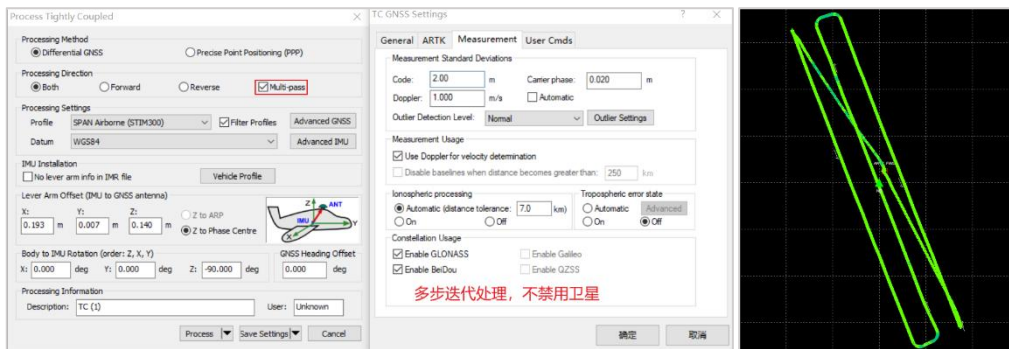 Process Tightly Coupled
Processing Method
Differential GNSS
Precise Point Positioning (PPP)
Processing Direction
Both
Forward
Reverse
Multi-pass
Processing Settings
Profile
SPAN Airborne (STIM300)
Filter Profiles
Advanced GNSS
Datum
WGS84
Advanced IMU
IMU Installation
No lever arm info in IMR file
Vehicle Profile
Lever Arm Offset (IMU to GNSS antenna)
X:
Y:
Z:
0.193 m
0.007 m
0.140 m
Z to ARP
Z to Phase Centre
Z
ANT
IMU
Y
X
Body to IMU Rotation (order: Z, X, Y)
X: 0.000 deg
Y: 0.000 deg
Z: -90.000 deg
GNSS Heading Offset
0.000 deg
Processing Information
Description: TC (1)
User: Unknown
Process
Save Settings
Cancel
TC GNSS Settings
?
General
ARTK
Measurement
User Cmds
Measurement Standard Deviations
Code: 2.00 m
Carrier phase: 0.020 m
Doppler: 1.000 m/s
Automatic
Outlier Detection Level: Normal
Outlier Settings
Measurement Usage
Use Doppler for velocity determination
Disable baselines when distance becomes greater than: 250 km
Ionospheric processing
Automatic (distance tolerance: 7.0 km)
On
Off
Tropospheric error state
Automatic
Advanced
On
Off
Constellation Usage
Enable GLONASS
Enable Galileo
Enable BeiDou
Enable QZSS
多步迭代处理，不禁用卫星
确定
取消